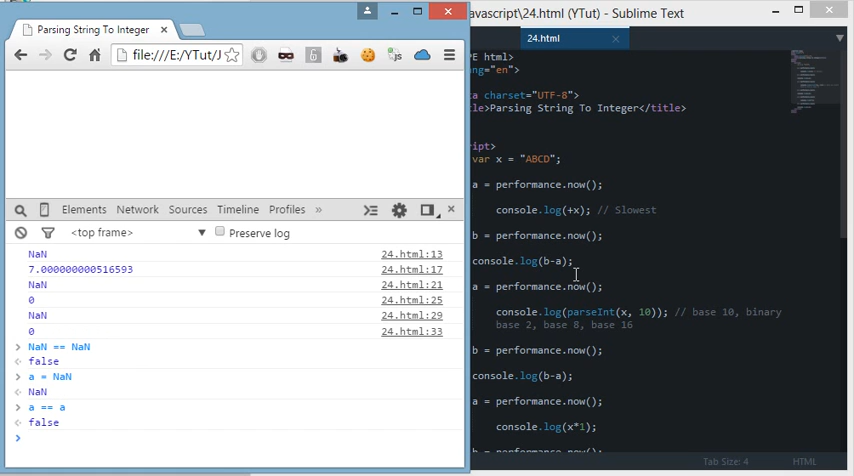 Parsing String To Integer
file:///E:/YTut/J
Elements Network Sources Timeline Profiles »
<top frame> Preserve log
NaN 24.html:13
7.000000000516593 24.html:17
NaN 24.html:21
0 24.html:25
NaN 24.html:29
0 24.html:33
NaN == NaN
false
a = NaN
NaN
a == a
false
avascript\24.html (YTut) - Sublime Text
24.html
PE html>
ng="en">
ta charset="UTF-8">
tle>Parsing String To Integer</title>
ript>
var x = "ABCD";
a = performance.now();
console.log(+x); // Slowest
b = performance.now();
console.log(b-a);
a = performance.now();
console.log(parseInt(x, 10)); // base 10, binary
base 2, base 8, base 16
b = performance.now();
console.log(b-a);
a = performance.now();
console.log(x*1);
b = performance.now();
Tab Size: 4 HTML